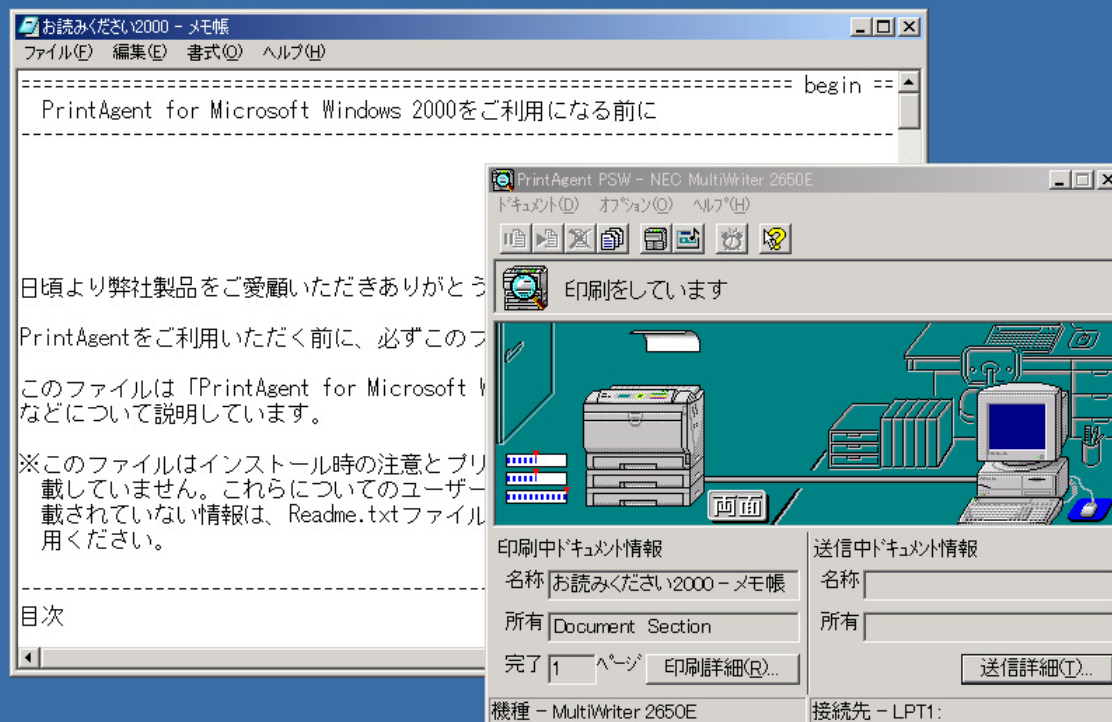 お読みください2000 - メモ帳
ファイル(F) 編集(E) 書式(O) ヘルプ(H)
===================================================================== begin ==
PrintAgent for Microsoft Windows 2000をご利用になる前に
------------------------------------------------------------------------------
日頃より弊社製品をご愛顧いただきありがとう
PrintAgentをご利用いただく前に、必ずこのフ
このファイルは「PrintAgent for Microsoft W
などについて説明しています。
※このファイルはインストール時の注意とプリ
載していません。これらについてのユーザー
載されていない情報は、Readme.txtファイル
用ください。
------------------------------------------
目次
PrintAgent PSW - NEC MultiWriter 2650E
ドキュメント(D) オプション(O) ヘルプ(H)
印刷をしています
両面
印刷中ドキュメント情報
名称 お読みください2000 - メモ帳
所有 Document Section
完了 1 ページ 印刷詳細(R)...
機種 - MultiWriter 2650E
送信中ドキュメント情報
名称
所有
送信詳細(T)...
接続先 - LPT1: